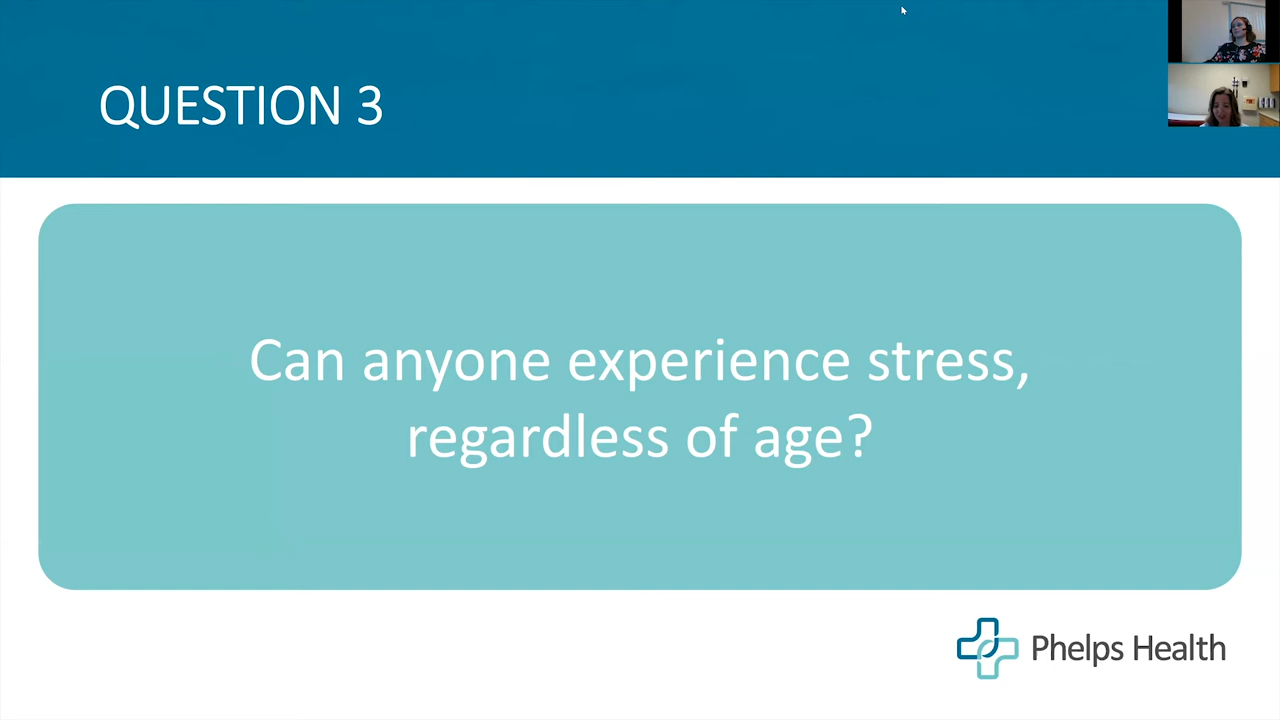 QUESTION 3
Can anyone experience stress,
regardless of age?
Phelps Health